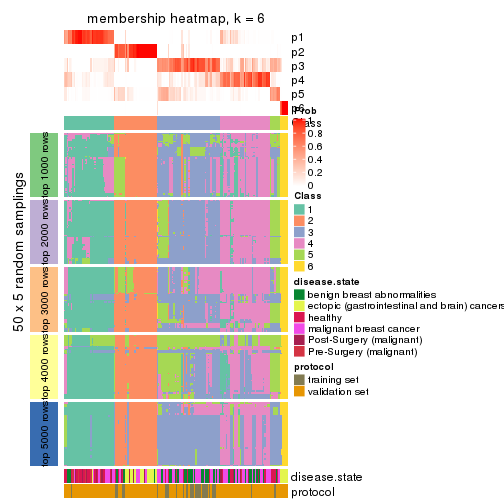 membership heatmap, k = 6
p1
p2
p3
p4
p5
p6
Prob
Class
0.8
0.6
0.4
0.2
0
Class
1
2
3
4
5
6
disease.state
benign breast abnormalities
ectopic (gastrointestinal and brain) cancers
healthy
malignant breast cancer
Post-Surgery (malignant)
Pre-Surgery (malignant)
protocol
training set
validation set
50 x 5 random samplings
top 1000 rows
top 2000 rows
top 3000 rows
top 4000 rows
top 5000 rows
disease.state
protocol